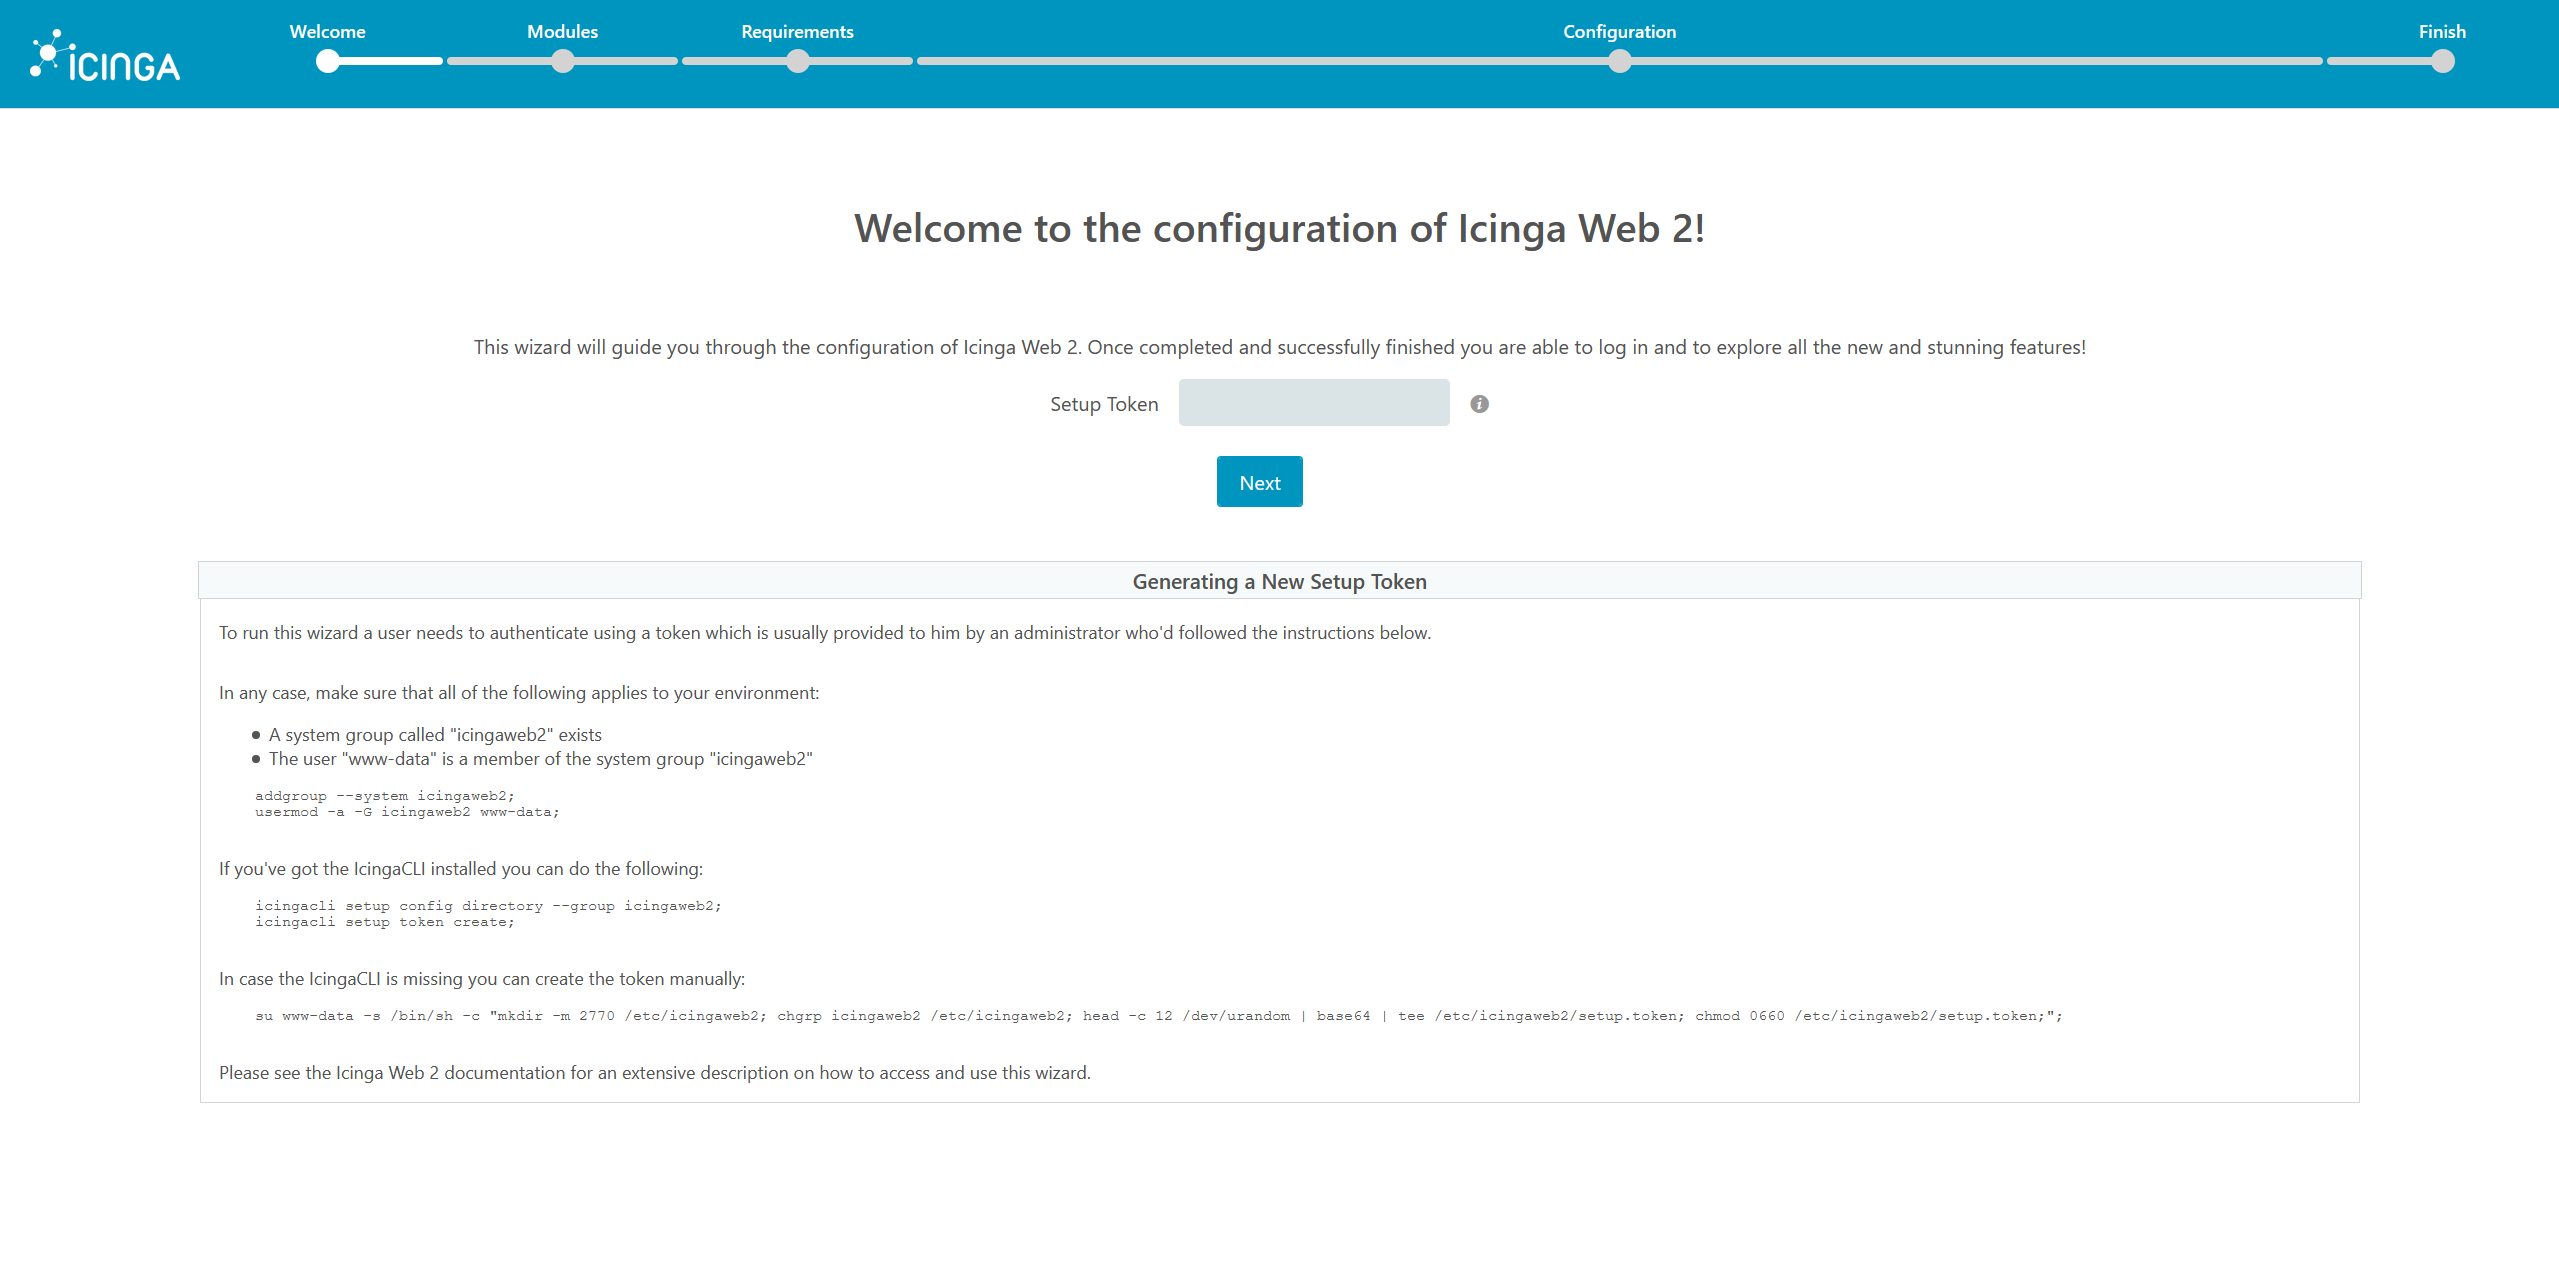 ICINGA
Welcome
Modules
Requirements
Configuration
Finish
Welcome to the configuration of Icinga Web 2!
This wizard will guide you through the configuration of Icinga Web 2. Once completed and successfully finished you are able to log in and to explore all the new and stunning features!
Setup Token
Next
Generating a New Setup Token
To run this wizard a user needs to authenticate using a token which is usually provided to him by an administrator who'd followed the instructions below.
In any case, make sure that all of the following applies to your environment:
A system group called "icingaweb2" exists
The user "www-data" is a member of the system group "icingaweb2"
addgroup --system icingaweb2;
usermod -a -G icingaweb2 www-data;
If you've got the IcingaCLI installed you can do the following:
icingacli setup config directory --group icingaweb2;
icingacli setup token create;
In case the IcingaCLI is missing you can create the token manually:
su www-data -s /bin/sh -c "mkdir -m 2770 /etc/icingaweb2; chgrp icingaweb2 /etc/icingaweb2; head -c 12 /dev/urandom | base64 | tee /etc/icingaweb2/setup.token; chmod 0660 /etc/icingaweb2/setup.token;";
Please see the Icinga Web 2 documentation for an extensive description on how to access and use this wizard.